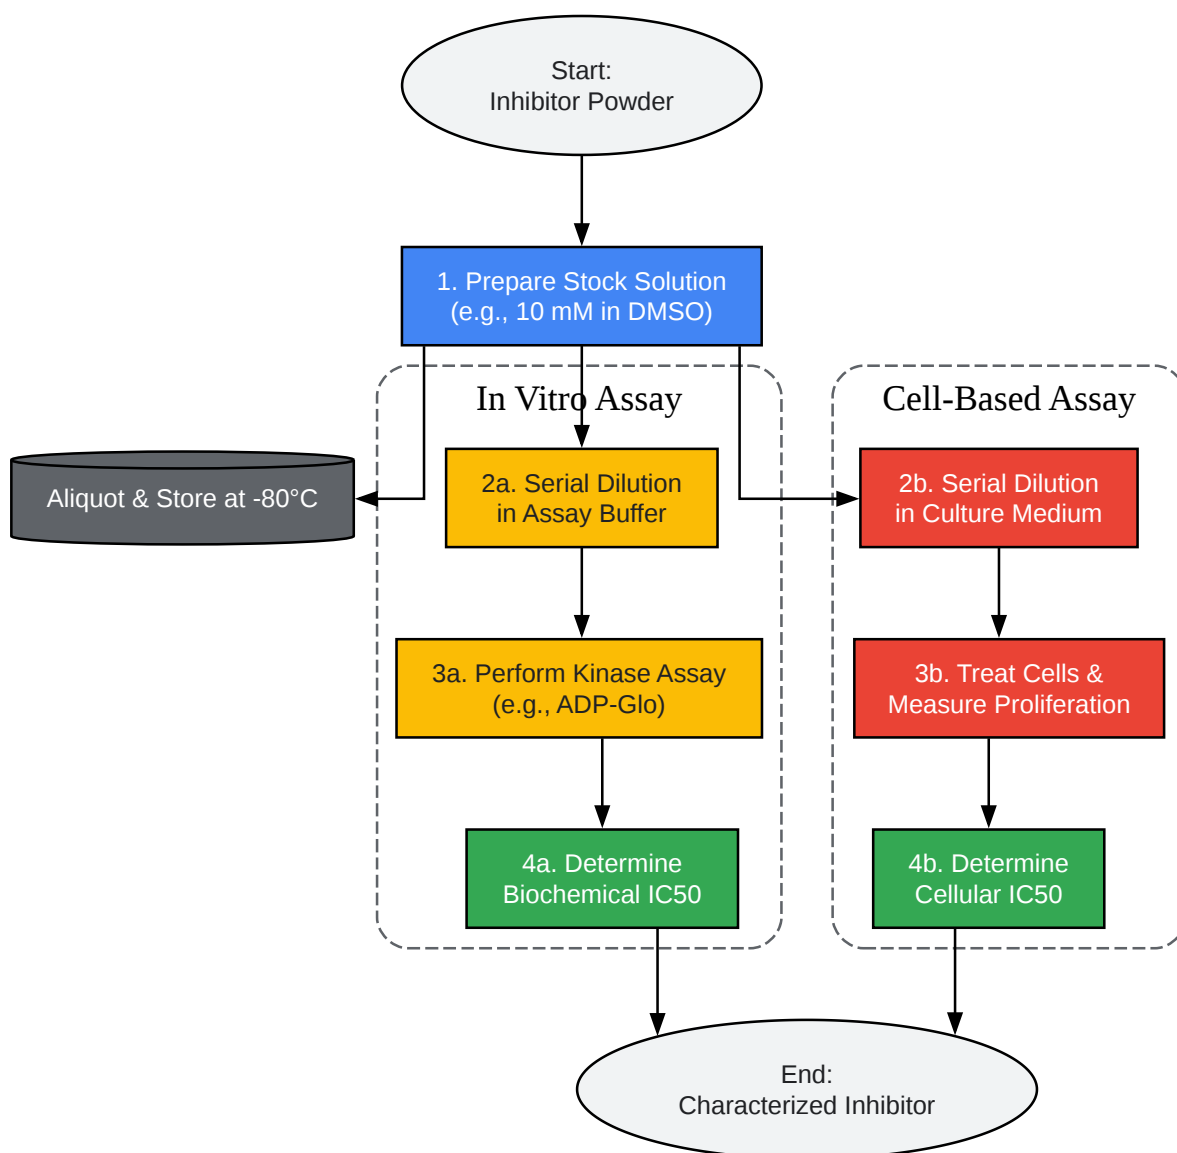 Start:
Inhibitor Powder
1. Prepare Stock Solution
(e.g., 10 mM in DMSO)
In Vitro Assay
Cell-Based Assay
Aliquot & Store at -80°C
2a. Serial Dilution
in Assay Buffer
2b. Serial Dilution
in Culture Medium
3a. Perform Kinase Assay
(e.g., ADP-Glo)
3b. Treat Cells &
Measure Proliferation
4a. Determine
Biochemical IC50
4b. Determine
Cellular IC50
End:
Characterized Inhibitor